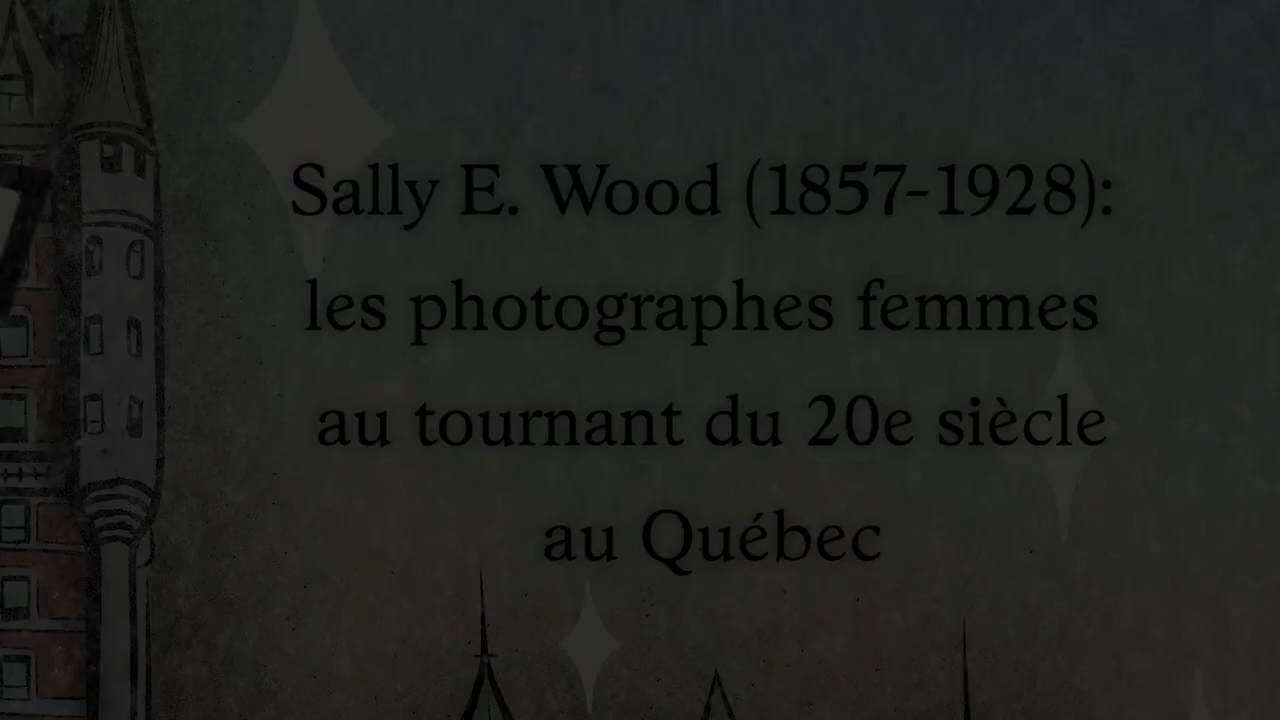 Sally E. Wood (1857-1928):
les photographes femmes
au tournant du 20e siècle
au Québec